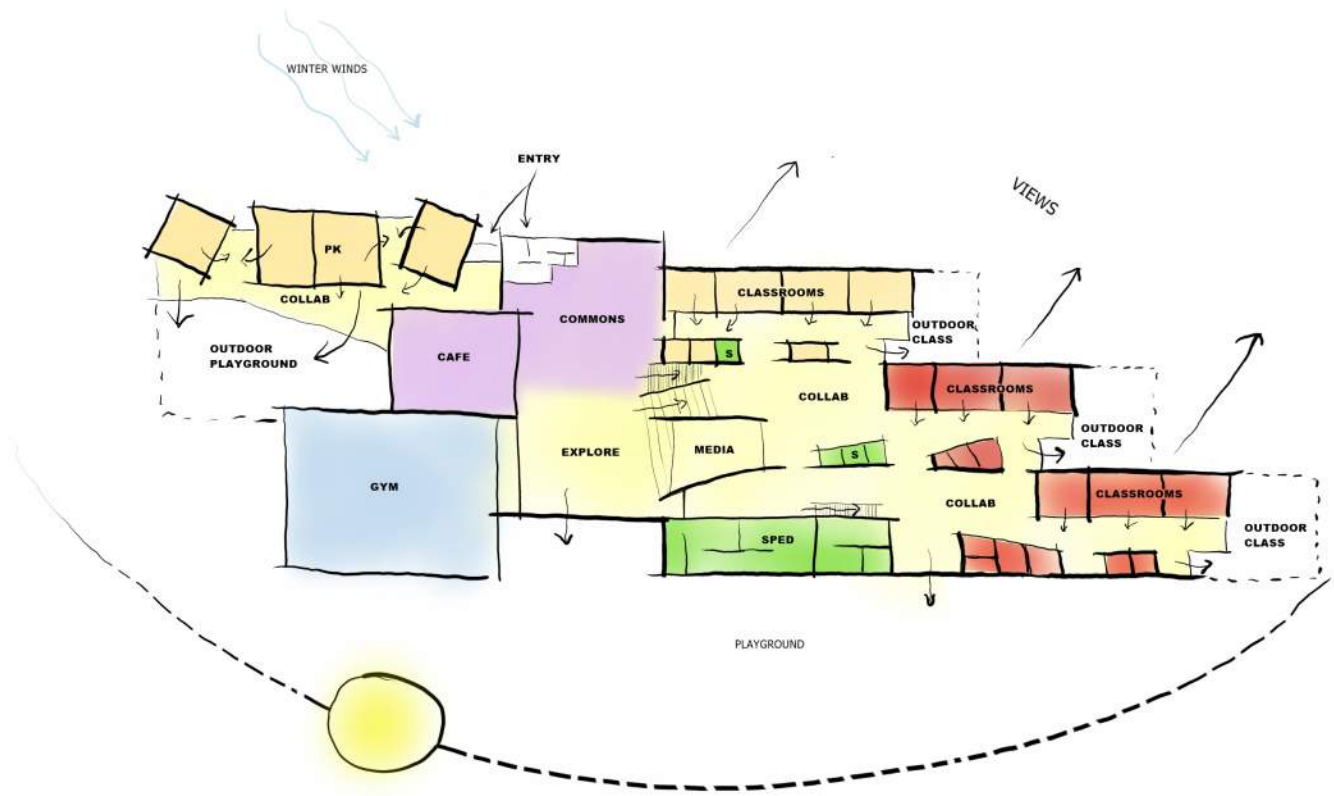 WINTER WINDS
ENTRY
VIEWS
PK
COLLAB
OUTDOOR
PLAYGROUND
CAFE
COMMONS
CLASSROOMS
OUTDOOR
CLASS
S
COLLAB
CLASSROOMS
OUTDOOR
CLASS
GYM
EXPLORE
MEDIA
S
COLLAB
CLASSROOMS
OUTDOOR
CLASS
SPED
PLAYGROUND